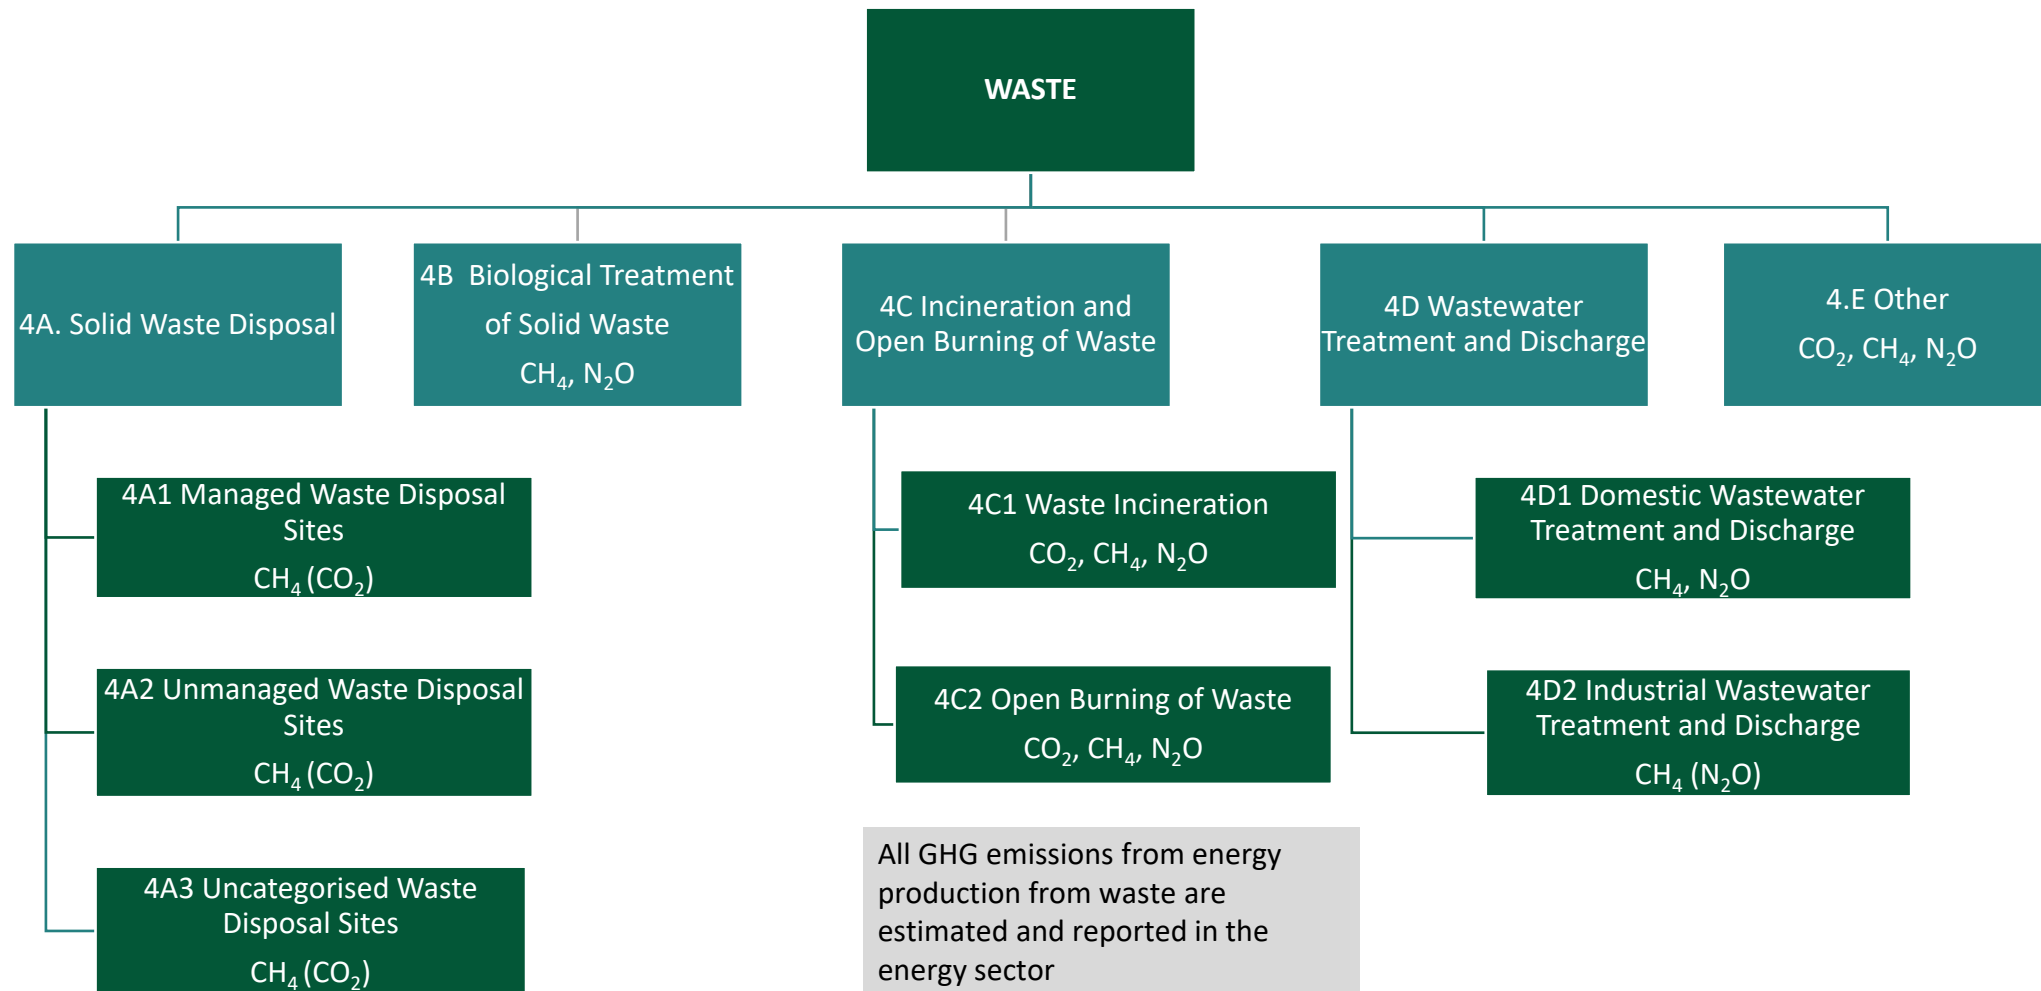 WASTE
4A. Solid Waste Disposal
4B  Biological Treatment
of Solid Waste
CH₄, N₂O
4C Incineration and
Open Burning of Waste
4D Wastewater
Treatment and Discharge
4.E Other
CO₂, CH₄, N₂O
4A1 Managed Waste Disposal
Sites
CH₄ (CO₂)
4A2 Unmanaged Waste Disposal
Sites
CH₄ (CO₂)
4A3 Uncategorised Waste
Disposal Sites
CH₄ (CO₂)
4C1 Waste Incineration
CO₂, CH₄, N₂O
4C2 Open Burning of Waste
CO₂, CH₄, N₂O
4D1 Domestic Wastewater
Treatment and Discharge
CH₄, N₂O
4D2 Industrial Wastewater
Treatment and Discharge
CH₄ (N₂O)
All GHG emissions from energy
production from waste are
estimated and reported in the
energy sector